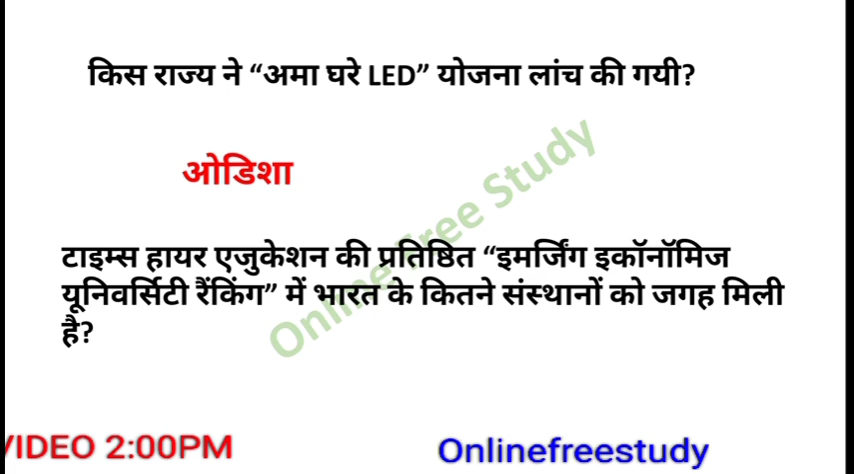 किस राज्य ने “अमा घरे LED” योजना लांच की गयी?
ओडिशा
Online Free Study
टाइम्स हायर एजुकेशन की प्रतिष्ठित “इमर्जिंग इकॉनॉमिज
यूनिवर्सिटी रैंकिंग” में भारत के कितने संस्थानों को जगह मिली
है?
VIDEO 2:00PM
Onlinefreestudy